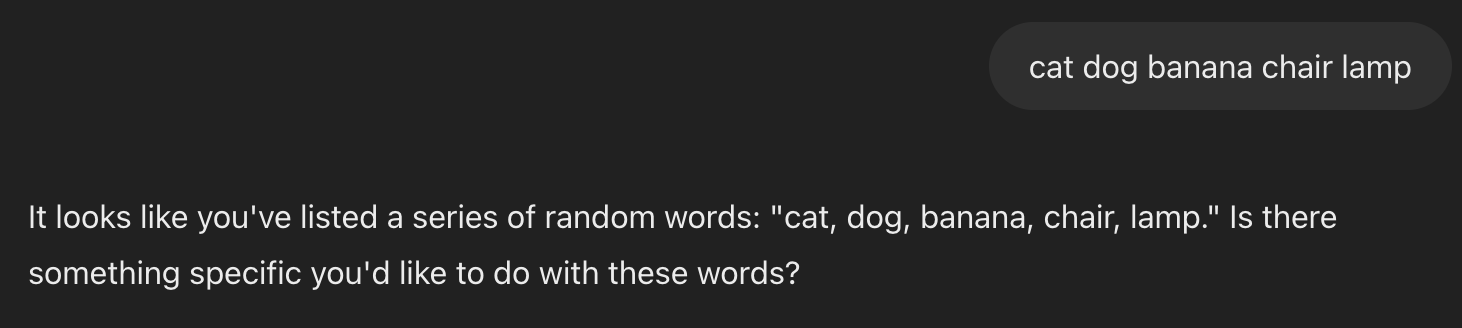 cat dog banana chair lamp
It looks like you've listed a series of random words: "cat, dog, banana, chair, lamp." Is there
something specific you'd like to do with these words?